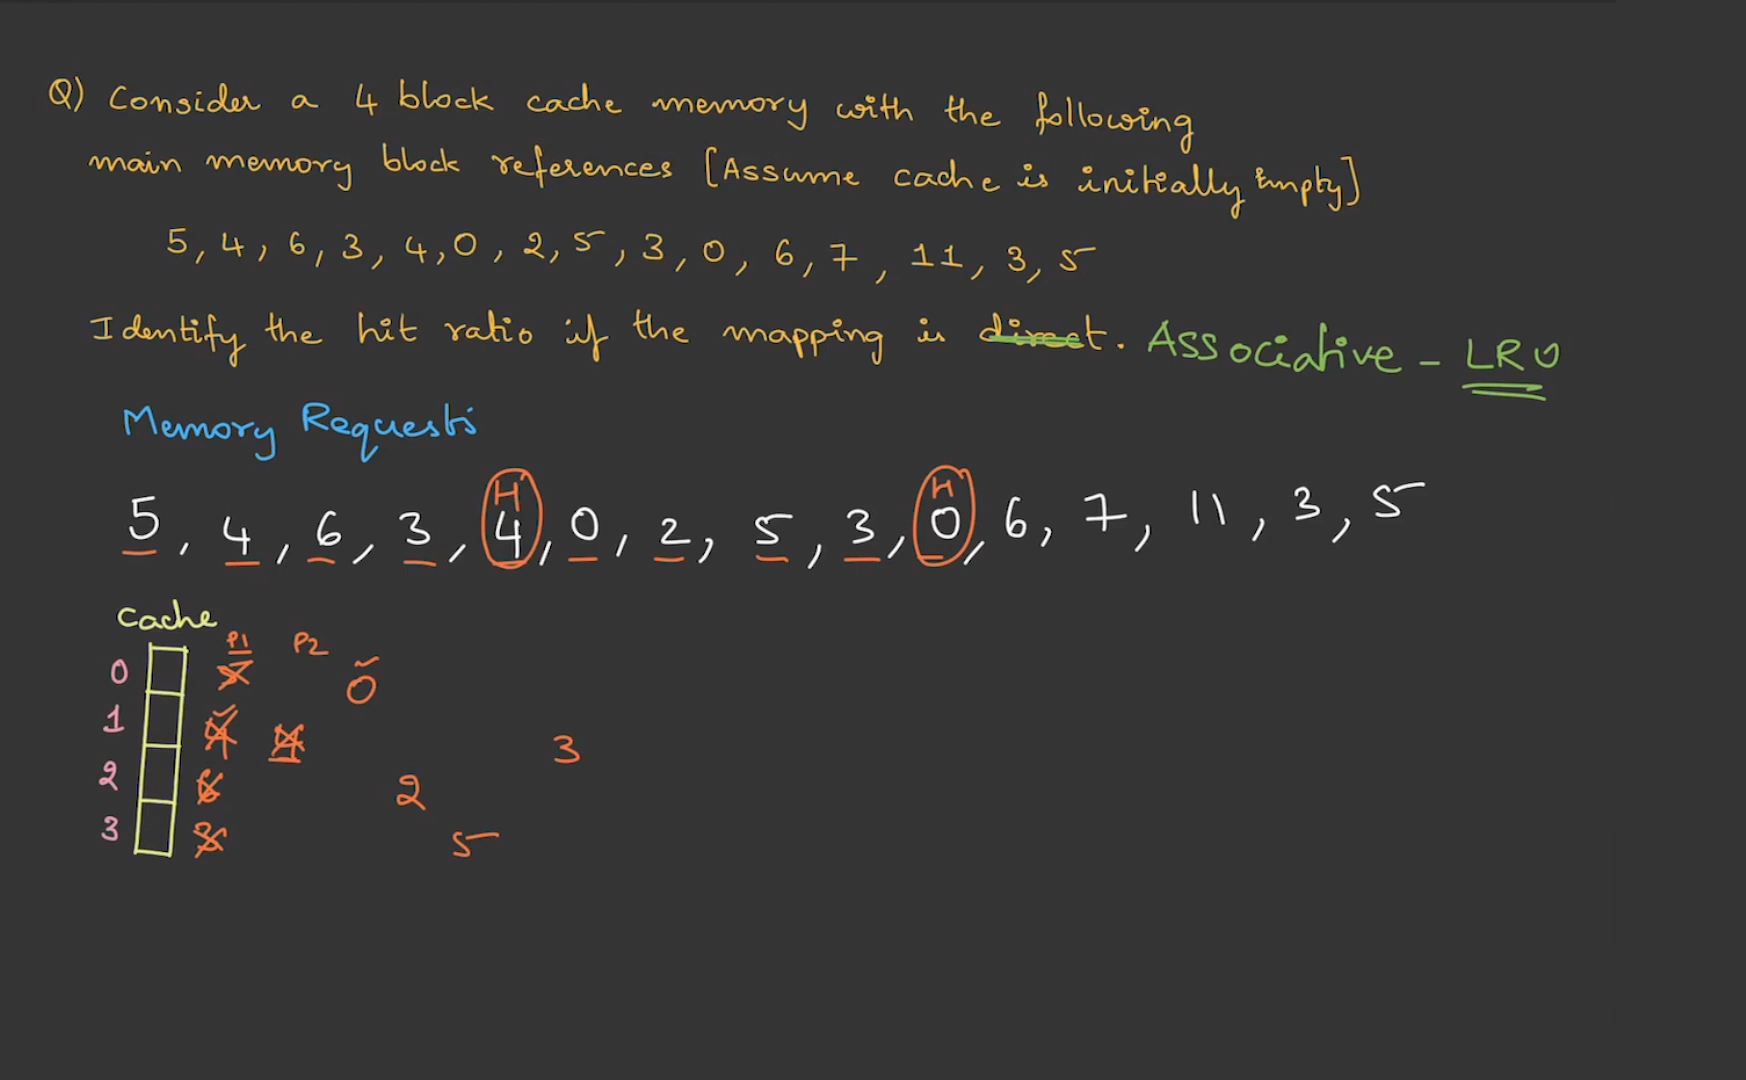 Q) Consider a 4 block cache memory with the following
main memory block references [Assume cache is initially Empty]
5, 4, 6, 3, 4, 0, 2, 5, 3, 0, 6, 7, 11, 3, 5
Identify the hit ratio if the mapping is direct. Associative - LRU
Memory Requests
H H
5, 4, 6, 3, 4, 0, 2, 5, 3, 0, 6, 7, 11, 3, 5
Cache
P1 P2
0 5 0
1 4 4 3
2 6 2
3 3 5